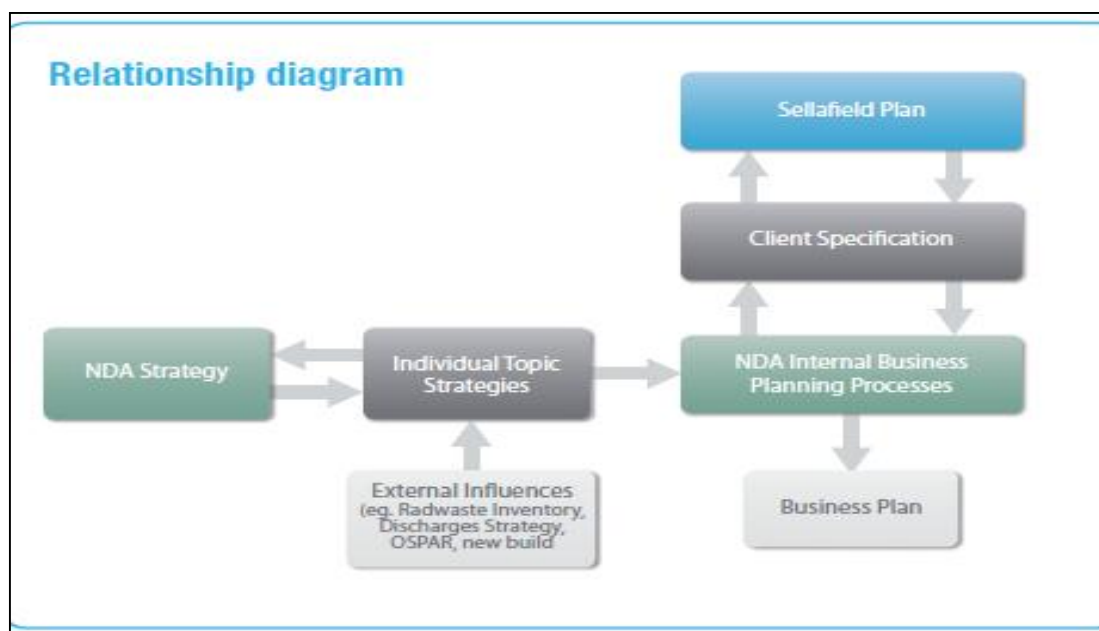 Relationship diagram
Sellafield Plan
Client Specification
NDA Strategy
Individual Topic
Strategies
NDA Internal Business
Planning Processes
External Influences
(eg. Radwaste Inventory,
Discharges Strategy,
OSPAR, new build
Business Plan